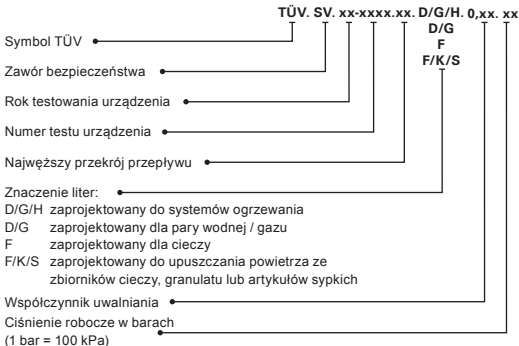 TÜV. SV. xx-xxxx.xx. D/G/H. 0,xx. xx
D/G
F
F/K/S
Symbol TÜV
Zawór bezpieczeństwa
Rok testowania urządzenia
Numer testu urządzenia
Najwęższy przekrój przepływu
Znaczenie liter:
D/G/H zaprojektowany do systemów ogrzewania
D/G zaprojektowany dla pary wodnej / gazu
F zaprojektowany dla cieczy
F/K/S zaprojektowany do upuszczania powietrza ze
zbiorników cieczy, granulatu lub artykułów sypkich
Współczynnik uwalniania
Ciśnienie robocze w barach
(1 bar = 100 kPa)